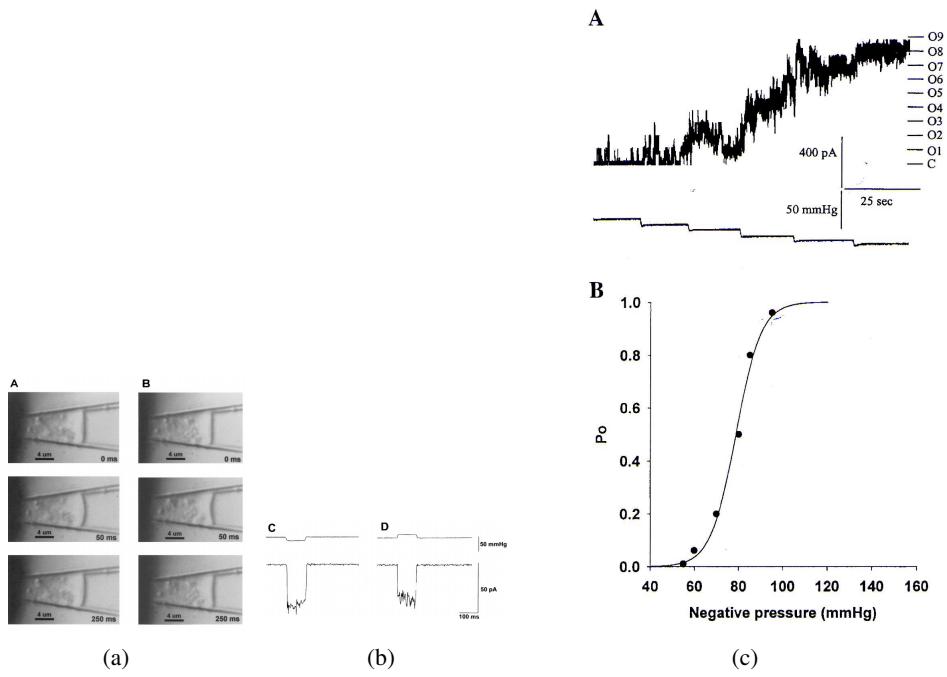 A
B
4 um
0 ms
4 um
0 ms
4 um
50 ms
4 um
50 ms
4 um
250 ms
4 um
250 ms
(a)
C
D
50 mmHg
50 pA
100 ms
(b)
A
O9
O8
O7
O6
O5
O4
O3
O2
O1
C
400 pA
25 sec
50 mmHg
B
1.0
0.8
0.6
0.4
0.2
0.0
Po
40 60 80 100 120 140 160
Negative pressure (mmHg)
(c)